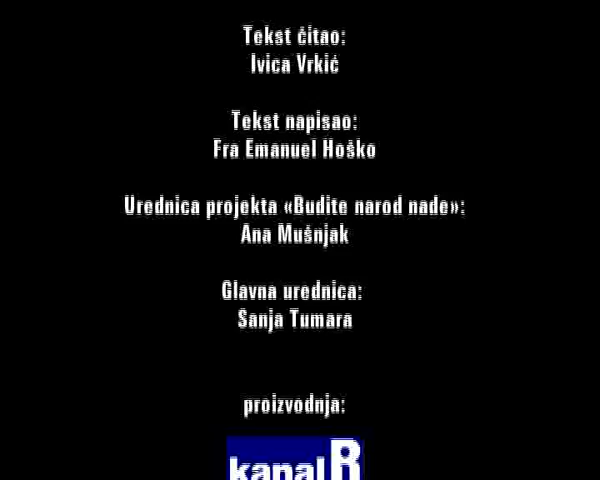 Tekst čitao:
Ivica Vrkić
Tekst napisao:
Fra Emanuel Hoško
Urednica projekta «Budite narod nade»:
Ana Mušnjak
Glavna urednica:
Sanja Tumara
proizvodnja:
kanal R